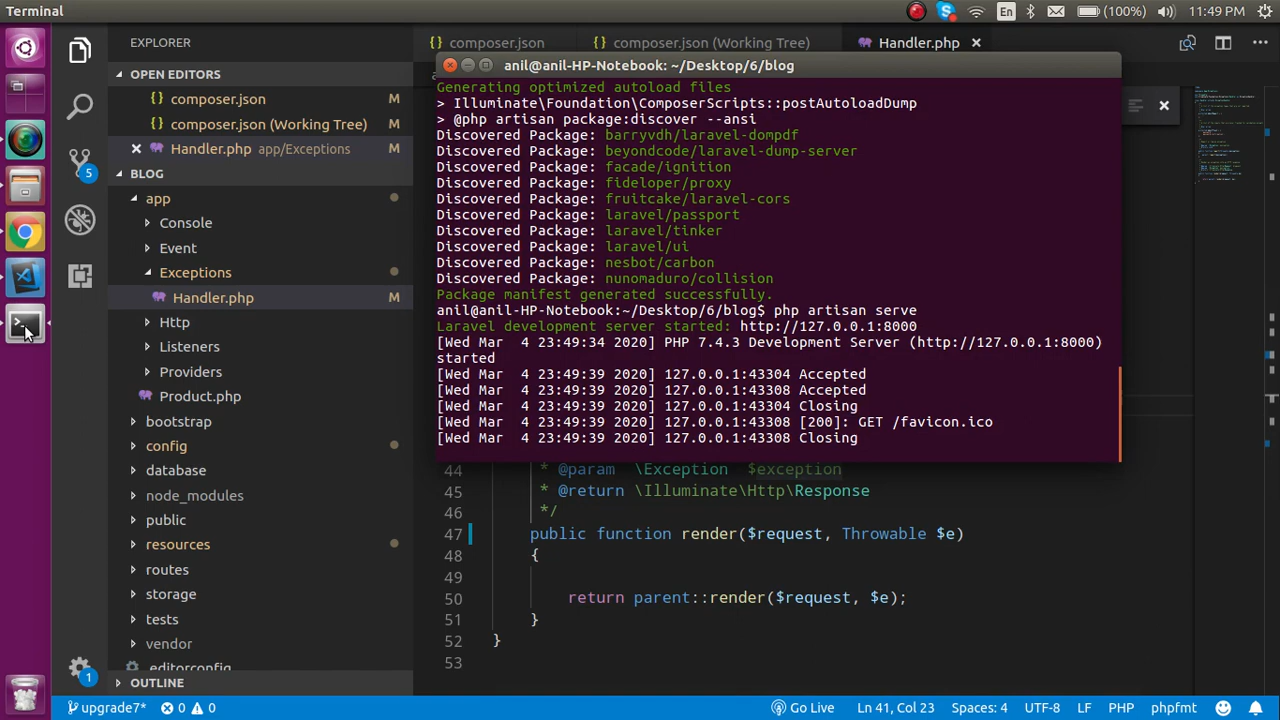 Terminal
En
(100%)
11:49 PM
EXPLORER
OPEN EDITORS
composer.json M
composer.json (Working Tree) M
Handler.php app/Exceptions M
BLOG
app
Console
Event
Exceptions
Handler.php M
Http
Listeners
Providers
Product.php
bootstrap
config
database
node_modules
public
resources
routes
storage
tests
vendor
.editorconfig
OUTLINE
5
1
composer.json
composer.json (Working Tree)
Handler.php
anil@anil-HP-Notebook: ~/Desktop/6/blog
Generating optimized autoload files
> Illuminate\Foundation\ComposerScripts::postAutoloadDump
> @php artisan package:discover --ansi
Discovered Package: barryvdh/laravel-dompdf
Discovered Package: beyondcode/laravel-dump-server
Discovered Package: facade/ignition
Discovered Package: fideloper/proxy
Discovered Package: fruitcake/laravel-cors
Discovered Package: laravel/passport
Discovered Package: laravel/tinker
Discovered Package: laravel/ui
Discovered Package: nesbot/carbon
Discovered Package: nunomaduro/collision
Package manifest generated successfully.
anil@anil-HP-Notebook:~/Desktop/6/blog$ php artisan serve
Laravel development server started: http://127.0.0.1:8000
[Wed Mar  4 23:49:34 2020] PHP 7.4.3 Development Server (http://127.0.0.1:8000)
started
[Wed Mar  4 23:49:39 2020] 127.0.0.1:43304 Accepted
[Wed Mar  4 23:49:39 2020] 127.0.0.1:43308 Accepted
[Wed Mar  4 23:49:39 2020] 127.0.0.1:43304 Closing
[Wed Mar  4 23:49:39 2020] 127.0.0.1:43308 [200]: GET /favicon.ico
[Wed Mar  4 23:49:39 2020] 127.0.0.1:43308 Closing
44 * @param  \Exception  $exception
45 * @return \Illuminate\Http\Response
46 */
47 public function render($request, Throwable $e)
48 {
49
50 return parent::render($request, $e);
51 }
52 }
53
upgrade7* 0 0
Go Live
Ln 41, Col 23
Spaces: 4
UTF-8
LF
PHP
phpfmt